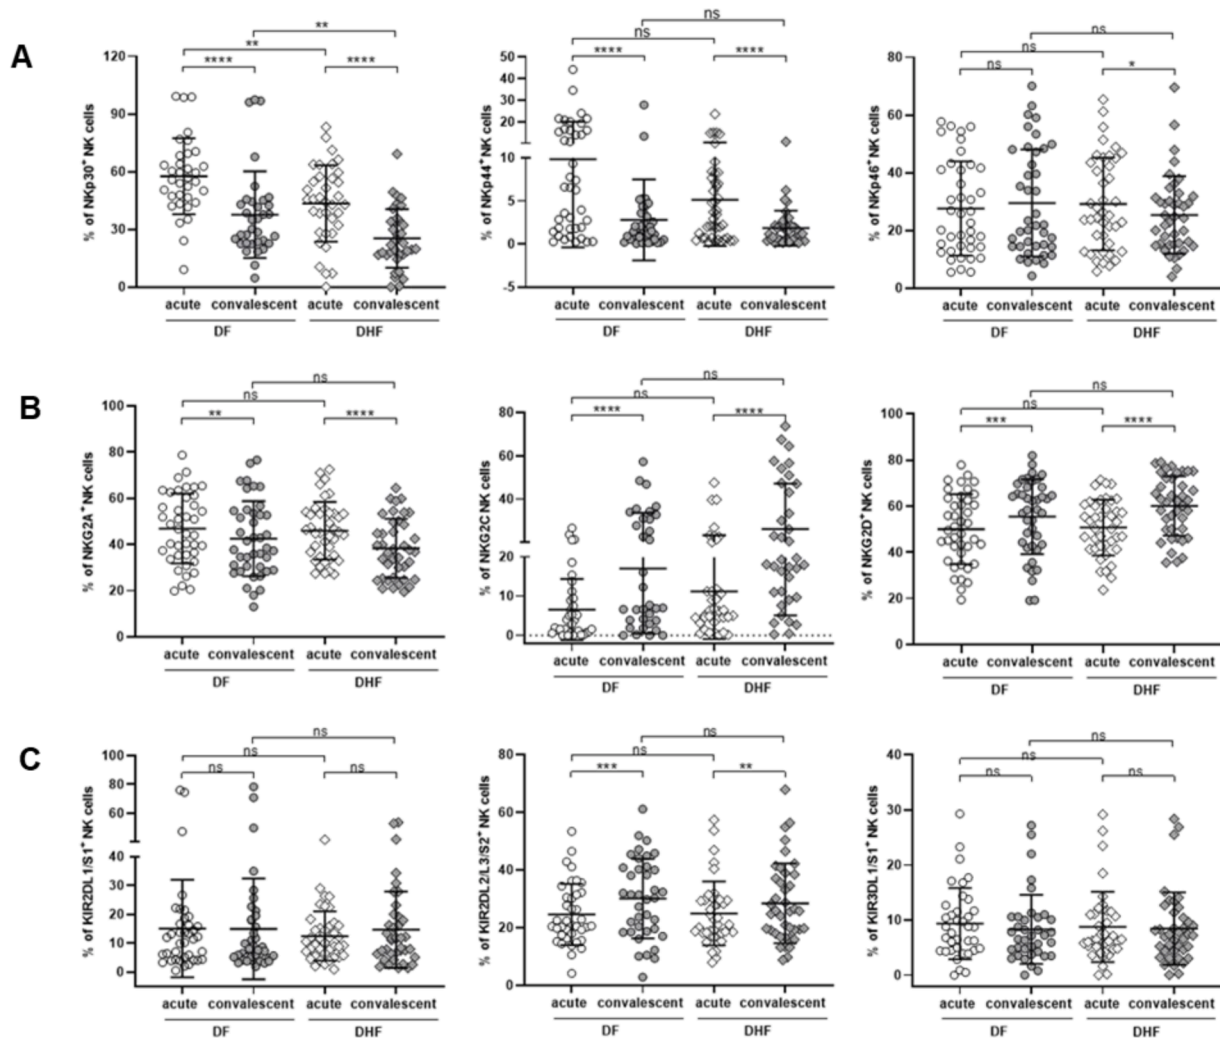 A
% of NKp30+ NK cells
120
90
60
30
0
**
**
****
****
acute convalescent acute convalescent
DF DHF
% of NKp44+ NK cells
50
40
30
20
10
5
0
-5
ns
ns
****
****
acute convalescent acute convalescent
DF DHF
% of NKp46+ NK cells
80
60
40
20
0
ns
ns
ns
*
acute convalescent acute convalescent
DF DHF
B
% of NKG2A+ NK cells
100
80
60
40
20
0
ns
ns
**
****
acute convalescent acute convalescent
DF DHF
% of NKG2C NK cells
80
60
40
20
10
0
ns
ns
****
****
acute convalescent acute convalescent
DF DHF
% of NKG2D+ NK cells
100
80
60
40
20
0
ns
ns
***
****
acute convalescent acute convalescent
DF DHF
C
% of KIR2DL1/S1+ NK cells
100
80
60
40
30
20
10
0
ns
ns
ns
ns
acute convalescent acute convalescent
DF DHF
% of KIR2DL2/L3/S2+ NK cells
80
60
40
20
0
ns
ns
***
**
acute convalescent acute convalescent
DF DHF
% of KIR3DL1/S1+ NK cells
40
30
20
10
0
ns
ns
ns
ns
acute convalescent acute convalescent
DF DHF